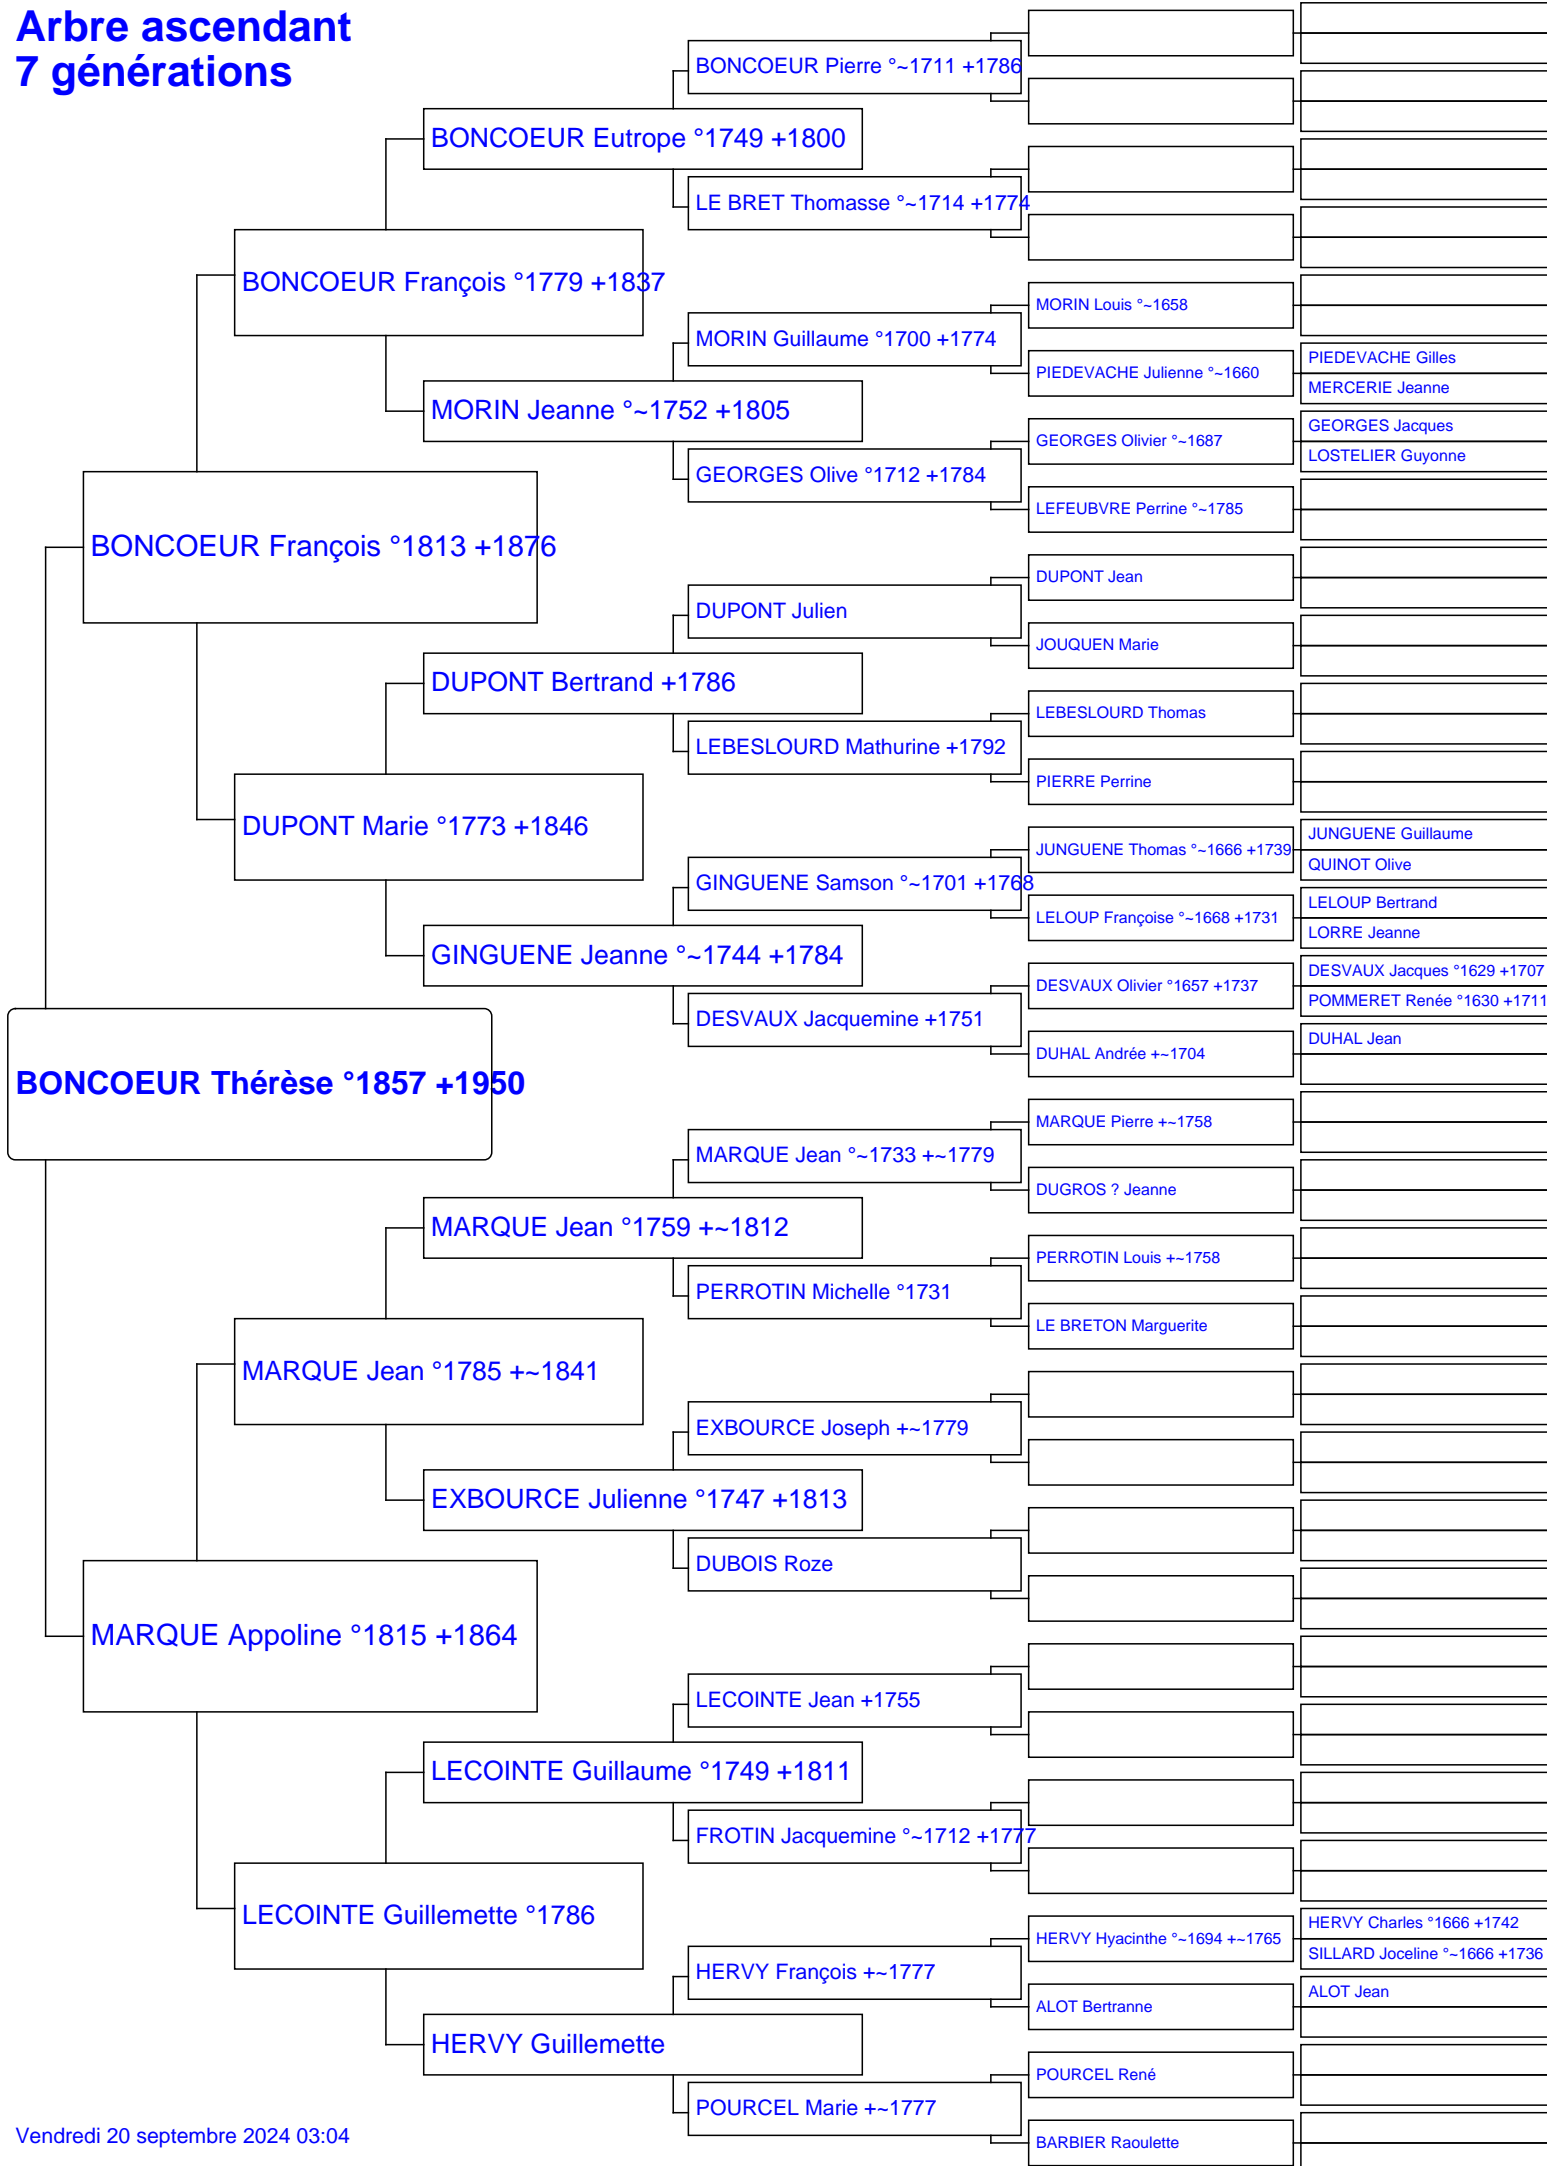 Arbre ascendant
7 générations
BONCOEUR Thérèse °1857 +1950
BONCOEUR François °1813 +1876
MARQUE Appoline °1815 +1864
BONCOEUR François °1779 +1837
DUPONT Marie °1773 +1846
MARQUE Jean °1785 +~1841
LECOINTE Guillemette °1786
BONCOEUR Eutrope °1749 +1800
MORIN Jeanne °~1752 +1805
DUPONT Bertrand +1786
GINGUENE Jeanne °~1744 +1784
MARQUE Jean °1759 +~1812
EXBOURCE Julienne °1747 +1813
LECOINTE Guillaume °1749 +1811
HERVY Guillemette
BONCOEUR Pierre °~1711 +1786
LE BRET Thomasse °~1714 +1774
MORIN Guillaume °1700 +1774
GEORGES Olive °1712 +1784
DUPONT Julien
LEBESLOURD Mathurine +1792
GINGUENE Samson °~1701 +1768
DESVAUX Jacquemine +1751
MARQUE Jean °~1733 +~1779
PERROTIN Michelle °1731
EXBOURCE Joseph +~1779
DUBOIS Roze
LECOINTE Jean +1755
FROTIN Jacquemine °~1712 +1777
HERVY François +~1777
POURCEL Marie +~1777
MORIN Louis °~1658
PIEDEVACHE Julienne °~1660
GEORGES Olivier °~1687
LEFEUBVRE Perrine °~1785
DUPONT Jean
JOUQUEN Marie
LEBESLOURD Thomas
PIERRE Perrine
JUNGUENE Thomas °~1666 +1739
LELOUP Françoise °~1668 +1731
DESVAUX Olivier °1657 +1737
DUHAL Andrée +~1704
MARQUE Pierre +~1758
DUGROS ? Jeanne
PERROTIN Louis +~1758
LE BRETON Marguerite
HERVY Hyacinthe °~1694 +~1765
ALOT Bertranne
POURCEL René
BARBIER Raoulette
PIEDEVACHE Gilles
MERCERIE Jeanne
GEORGES Jacques
LOSTELIER Guyonne
JUNGUENE Guillaume
QUINOT Olive
LELOUP Bertrand
LORRE Jeanne
DESVAUX Jacques °1629 +1707
POMMERET Renée °1630 +1711
DUHAL Jean
HERVY Charles °1666 +1742
SILLARD Joceline °~1666 +1736
ALOT Jean
Vendredi 20 septembre 2024 03:04